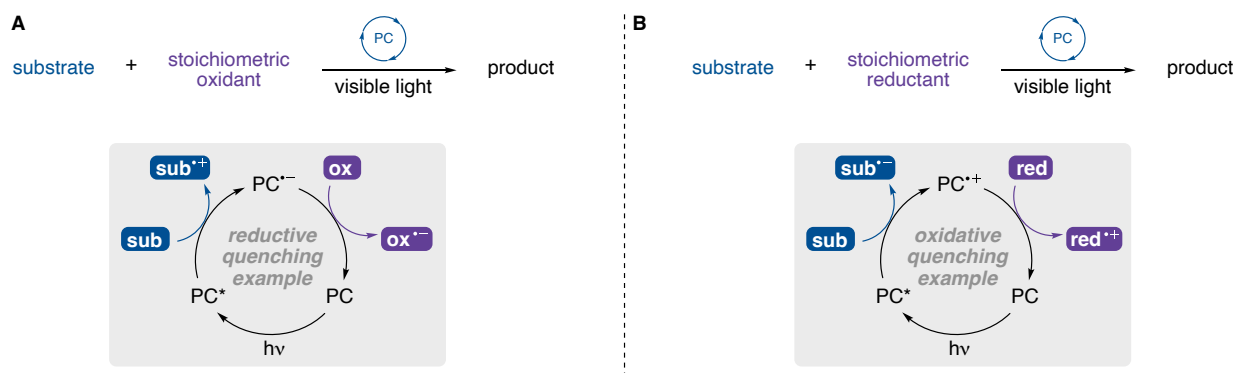 A
PC
substrate + stoichiometric oxidant visible light product
sub•+
PC•−
ox
sub
reductive
quenching
example
ox•−
PC*
PC
hν
B
PC
substrate + stoichiometric reductant visible light product
sub•−
PC•+
red
sub
oxidative
quenching
example
red•+
PC*
PC
hν